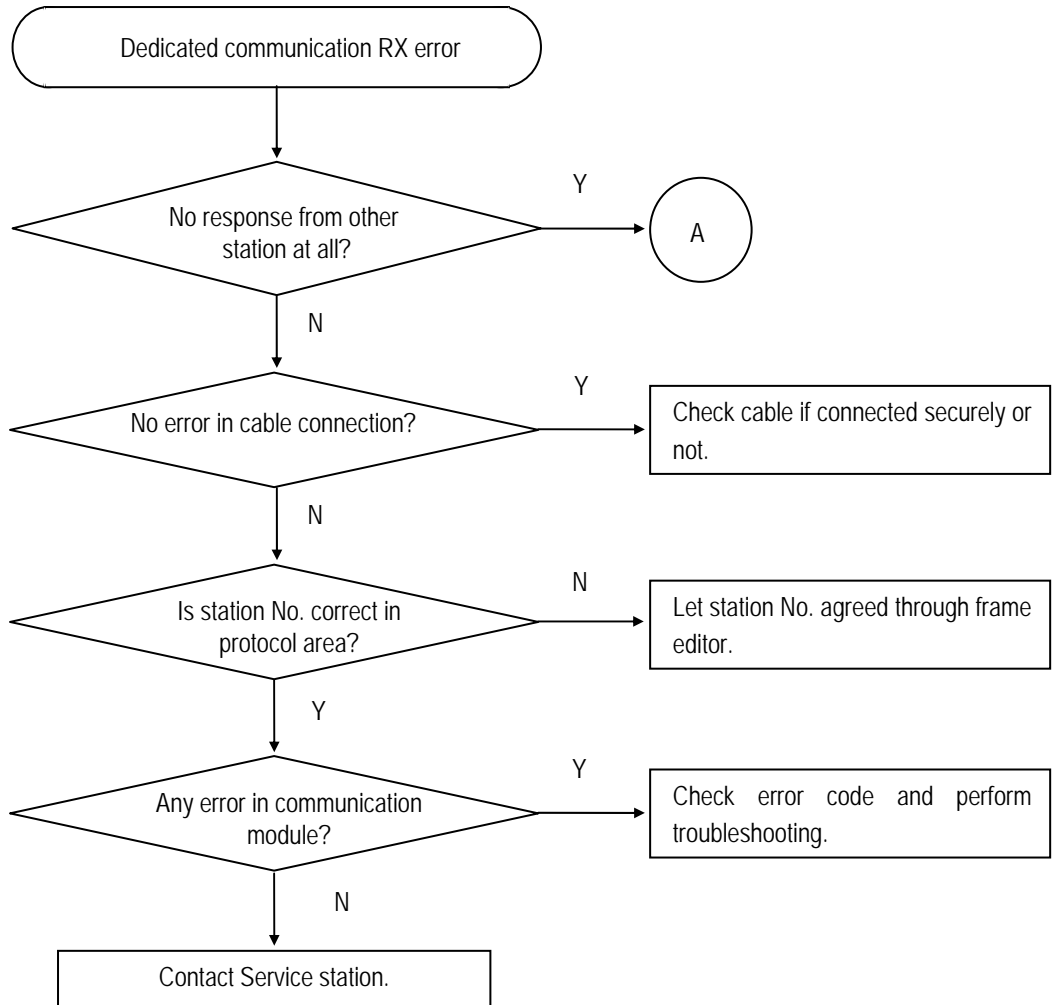 Dedicated communication RX error
No response from other
station at all?
Y
A
N
No error in cable connection?
Y
Check cable if connected securely or
not.
N
Is station No. correct in
protocol area?
N
Let station No. agreed through frame
editor.
Y
Any error in communication
module?
Y
Check error code and perform
troubleshooting.
N
Contact Service station.